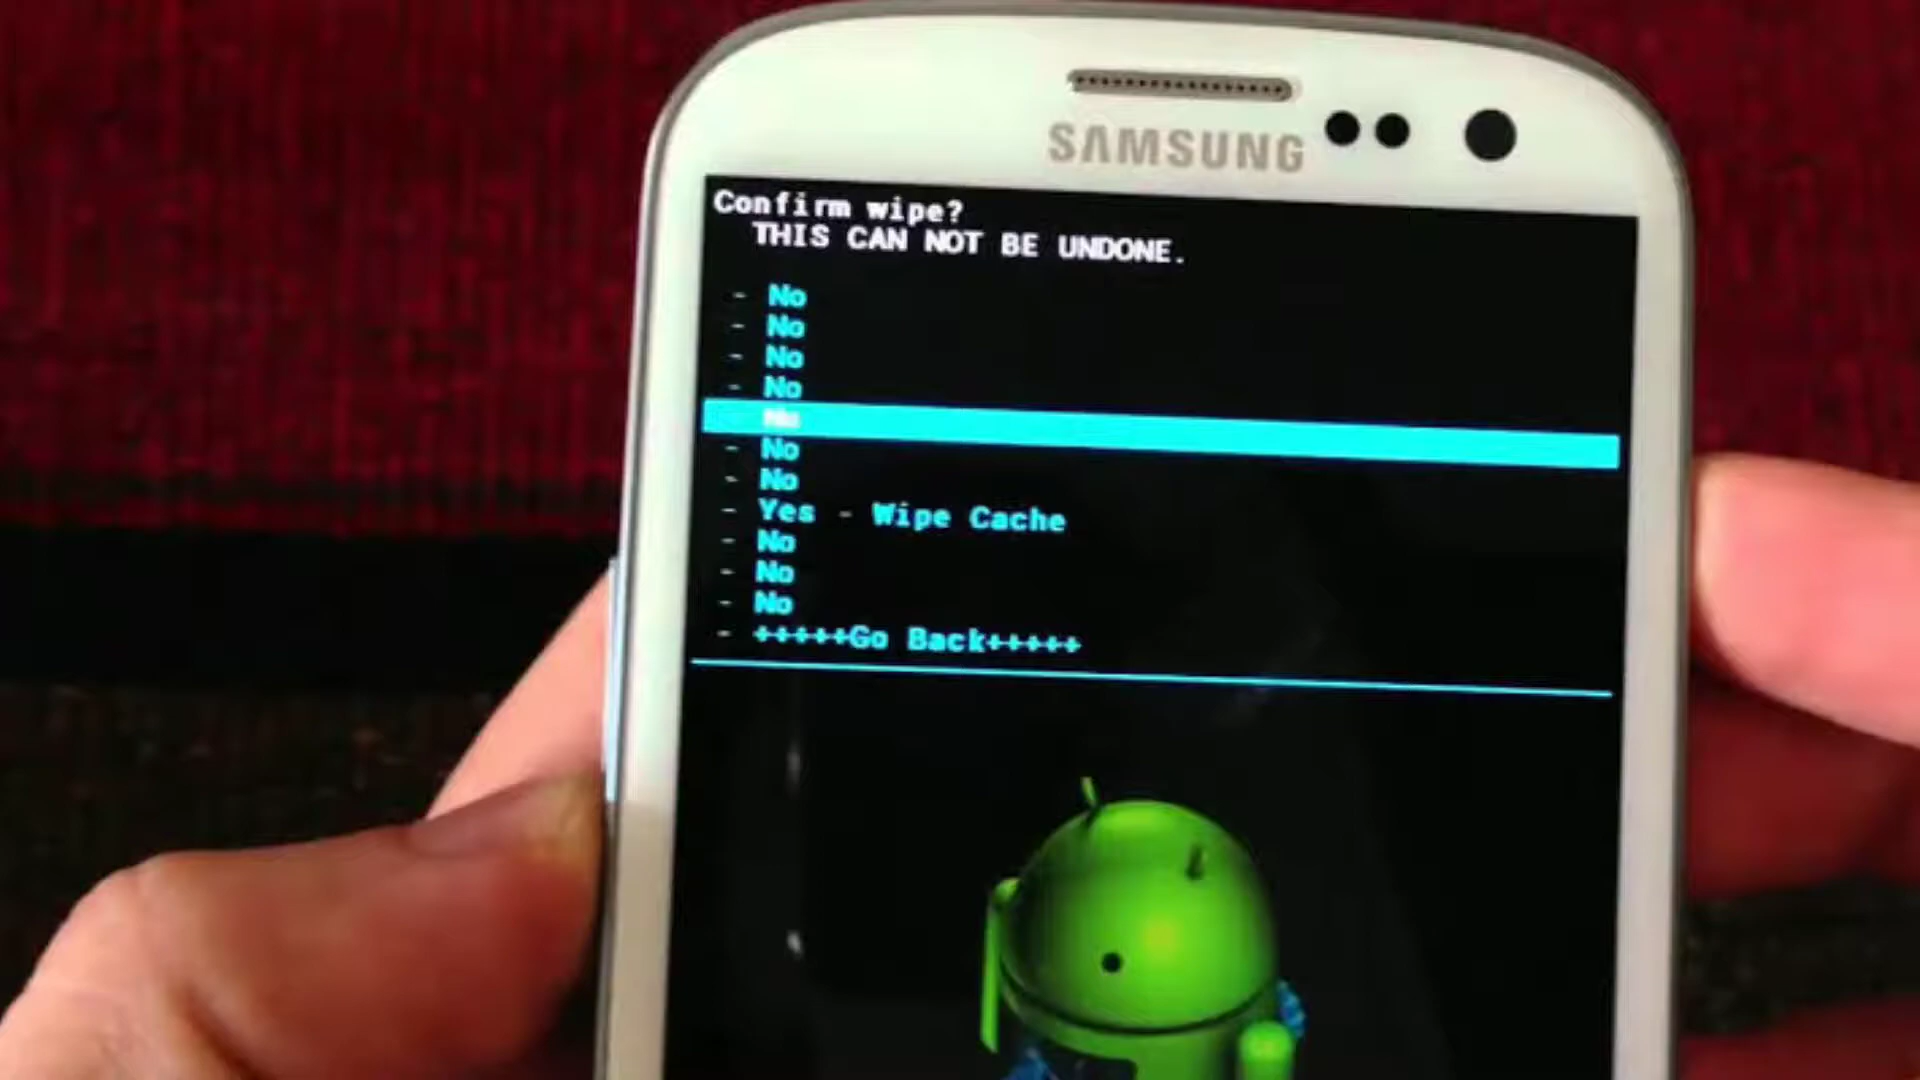 SAMSUNG
Confirm wipe?
THIS CAN NOT BE UNDONE.
- No
- No
- No
- No
No
- No
- No
- Yes - Wipe Cache
- No
- No
- No
- +++++Go Back+++++